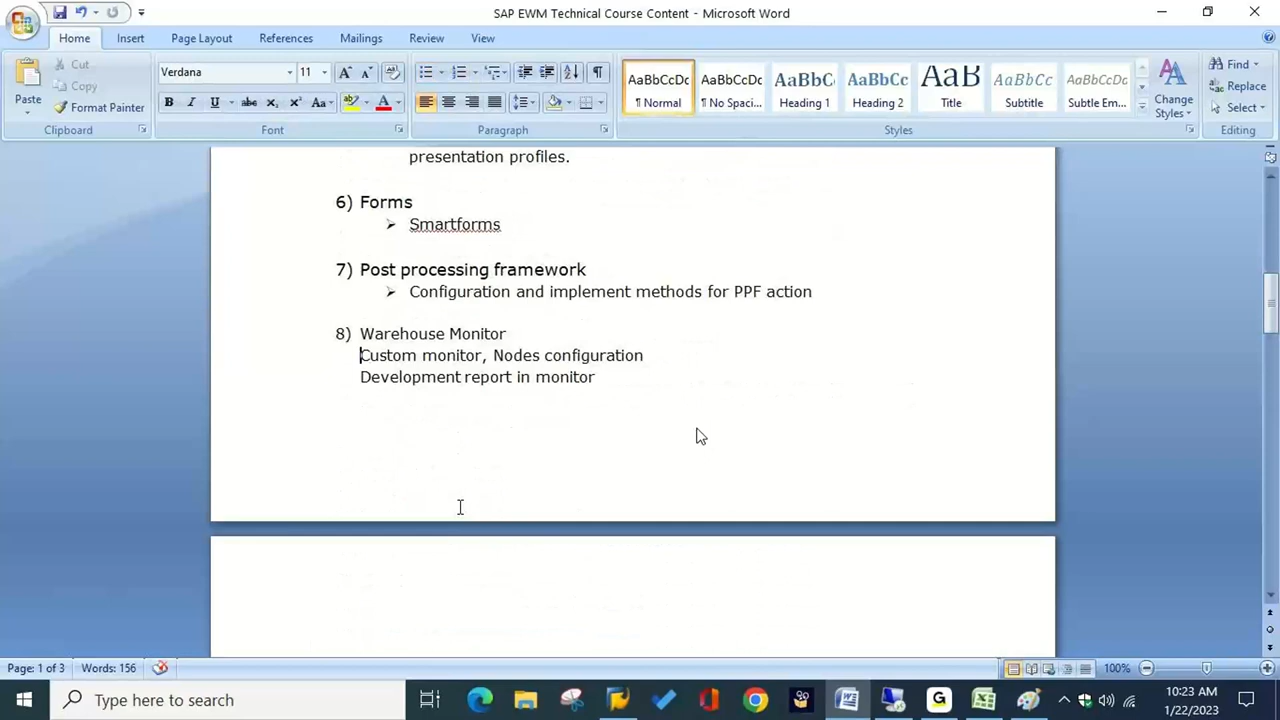 SAP EWM Technical Course Content - Microsoft Word
Home Insert Page Layout References Mailings Review View
Paste
Cut
Copy
Format Painter
Clipboard
Verdana 11
Font
Paragraph
AaBbCcDc AaBbCcDc AaBbC AaBbCc AaB AaBbCc AaBbCcDc
¶ Normal ¶ No Spaci... Heading 1 Heading 2 Title Subtitle Subtle Em...
Change Styles
Styles
Find
Replace
Select
Editing
presentation profiles.
6) Forms
Smartforms
7) Post processing framework
Configuration and implement methods for PPF action
8) Warehouse Monitor
Custom monitor, Nodes configuration
Development report in monitor
Page: 1 of 3 Words: 156 100%
Type here to search
10:23 AM
1/22/2023